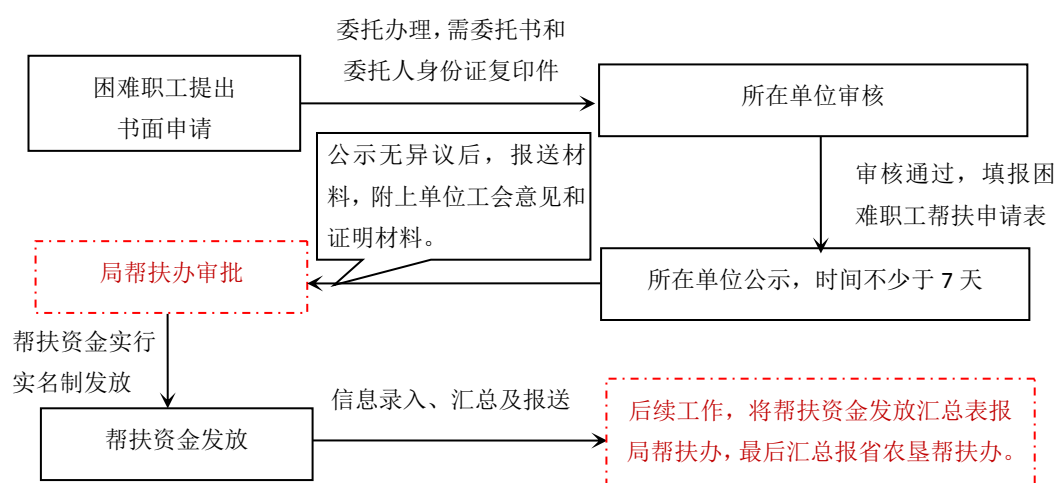 委托办理,需委托书和
委托人身份证复印件
困难职工提出
书面申请
所在单位审核
审核通过，填报困
难职工帮扶申请表
公示无异议后，报送材
料,附上单位工会意见和
证明材料。
所在单位公示，时间不少于 7 天
局帮扶办审批
帮扶资金实行
实名制发放
帮扶资金发放
信息录入、汇总及报送
后续工作，将帮扶资金发放汇总表报
局帮扶办,最后汇总报省农垦帮扶办。